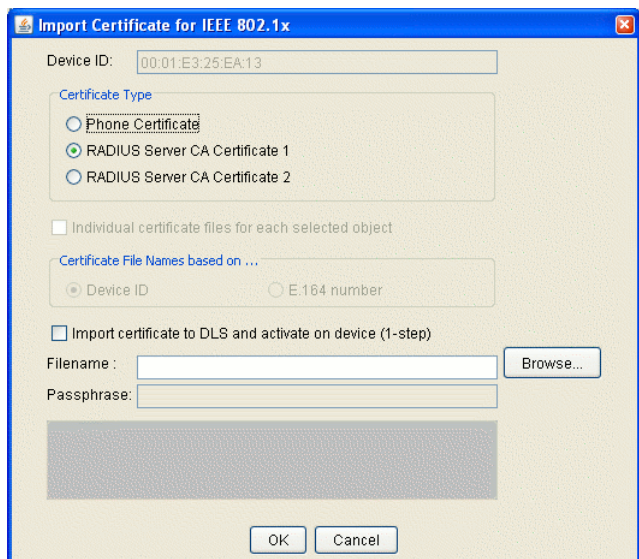 Import Certificate for IEEE 802.1x
Device ID: 00:01:E3:25:EA:13
Certificate Type
Phone Certificate
RADIUS Server CA Certificate 1
RADIUS Server CA Certificate 2
Individual certificate files for each selected object
Certificate File Names based on ...
Device ID E.164 number
Import certificate to DLS and activate on device (1-step)
Filename : Browse...
Passphrase:
OK Cancel